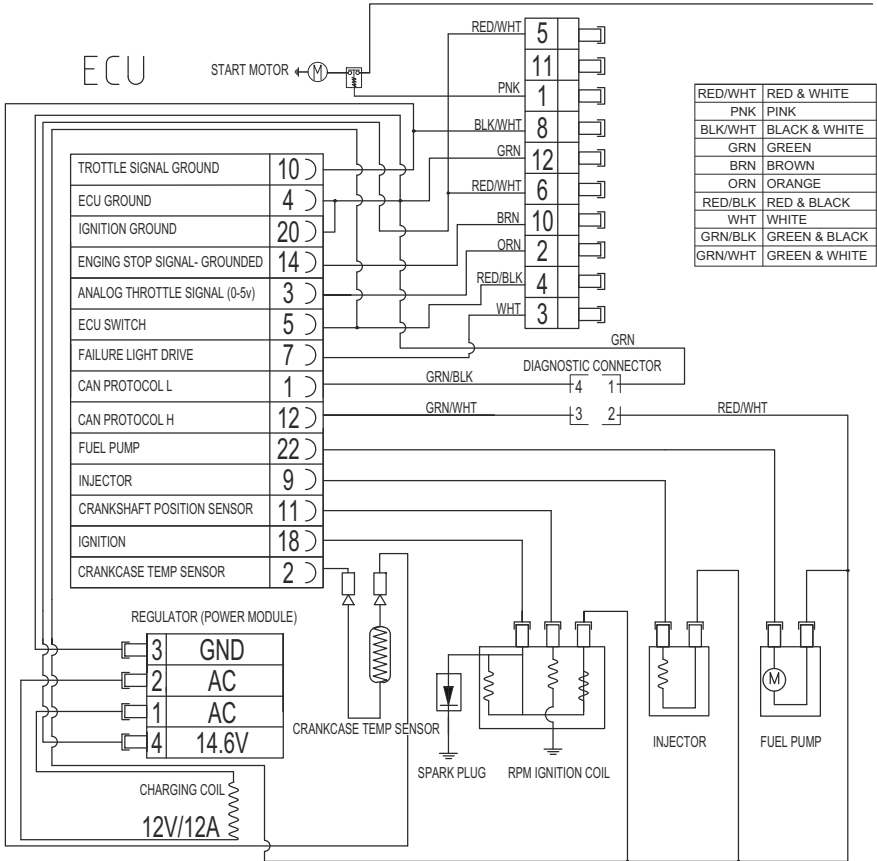 ECU
START MOTOR
M
RED/WHT 5
11
PNK 1
BLK/WHT 8
GRN 12
RED/WHT 6
BRN 10
ORN 2
RED/BLK 4
WHT 3
RED/WHT RED & WHITE
PNK PINK
BLK/WHT BLACK & WHITE
GRN GREEN
BRN BROWN
ORN ORANGE
RED/BLK RED & BLACK
WHT WHITE
GRN/BLK GREEN & BLACK
GRN/WHT GREEN & WHITE
TROTTLE SIGNAL GROUND 10
ECU GROUND 4
IGNITION GROUND 20
ENGING STOP SIGNAL- GROUNDED 14
ANALOG THROTTLE SIGNAL (0-5v) 3
ECU SWITCH 5
FAILURE LIGHT DRIVE 7
CAN PROTOCOL L 1
CAN PROTOCOL H 12
FUEL PUMP 22
INJECTOR 9
CRANKSHAFT POSITION SENSOR 11
IGNITION 18
CRANKCASE TEMP SENSOR 2
GRN
DIAGNOSTIC CONNECTOR
GRN/BLK 4 1
GRN/WHT 3 2 RED/WHT
REGULATOR (POWER MODULE)
3 GND
2 AC
1 AC
4 14.6V
CHARGING COIL
12V/12A
CRANKCASE TEMP SENSOR
SPARK PLUG
RPM IGNITION COIL
INJECTOR
M
FUEL PUMP